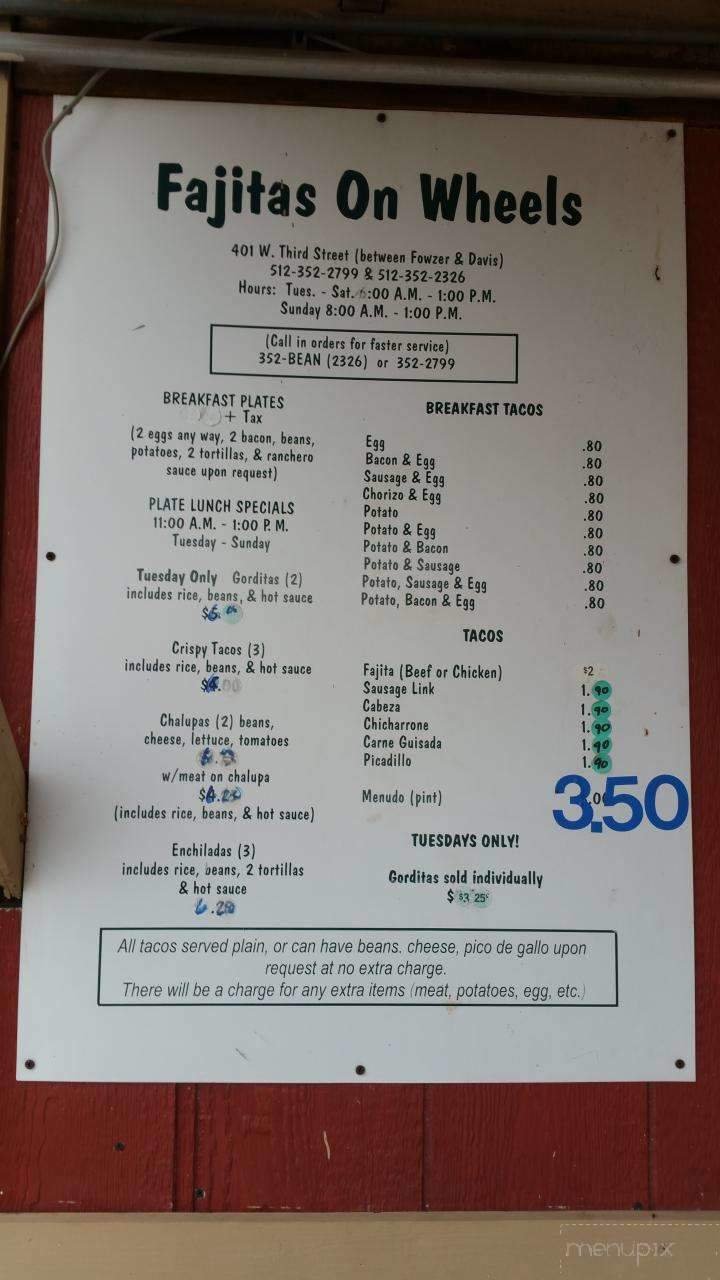 Fajitas On Wheels
401 W. Third Street (between Fowzer & Davis)
512-352-2799 & 512-352-2326
Hours: Tues. - Sat. 6:00 A.M. - 1:00 P.M.
Sunday 8:00 A.M. - 1:00 P.M.
(Call in orders for faster service)
352-BEAN (2326) or 352-2799
BREAKFAST PLATES
+ Tax
(2 eggs any way, 2 bacon, beans,
potatoes, 2 tortillas, & ranchero
sauce upon request)
PLATE LUNCH SPECIALS
11:00 A.M. - 1:00 P.M.
Tuesday - Sunday
Tuesday Only Gorditas (2)
includes rice, beans, & hot sauce
Crispy Tacos (3)
includes rice, beans, & hot sauce
Chalupas (2) beans,
cheese, lettuce, tomatoes
w/meat on chalupa
(includes rice, beans, & hot sauce)
Enchiladas (3)
includes rice, beans, 2 tortillas
& hot sauce
BREAKFAST TACOS
Egg .80
Bacon & Egg .80
Sausage & Egg .80
Chorizo & Egg .80
Potato .80
Potato & Egg .80
Potato & Bacon .80
Potato & Sausage .80
Potato, Sausage & Egg .80
Potato, Bacon & Egg .80
TACOS
Fajita (Beef or Chicken) $2
Sausage Link 1.90
Cabeza 1.90
Chicharrone 1.90
Carne Guisada 1.90
Picadillo 1.90
Menudo (pint) 3.50
TUESDAYS ONLY!
Gorditas sold individually
$ $3 25¢
All tacos served plain, or can have beans. cheese, pico de gallo upon
request at no extra charge.
There will be a charge for any extra items (meat, potatoes, egg, etc.)
menupix